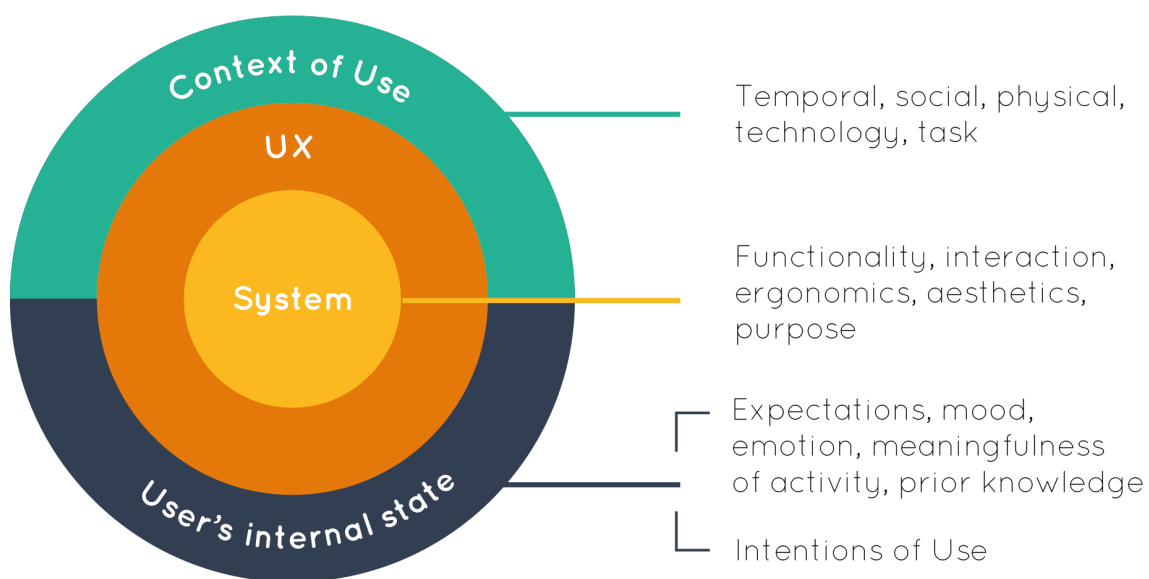 Context of Use
UX
System
User's internal state
Temporal, social, physical,
technology, task
Functionality, interaction,
ergonomics, aesthetics,
purpose
Expectations, mood,
emotion, meaningfulness
of activity, prior knowledge
Intentions of Use